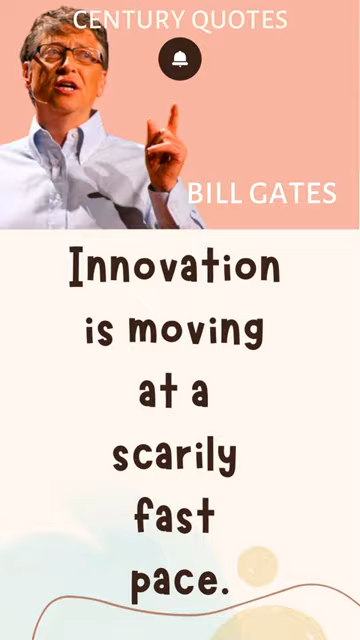 CENTURY QUOTES
BILL GATES
Innovation
is moving
at a
scarily
fast
pace.